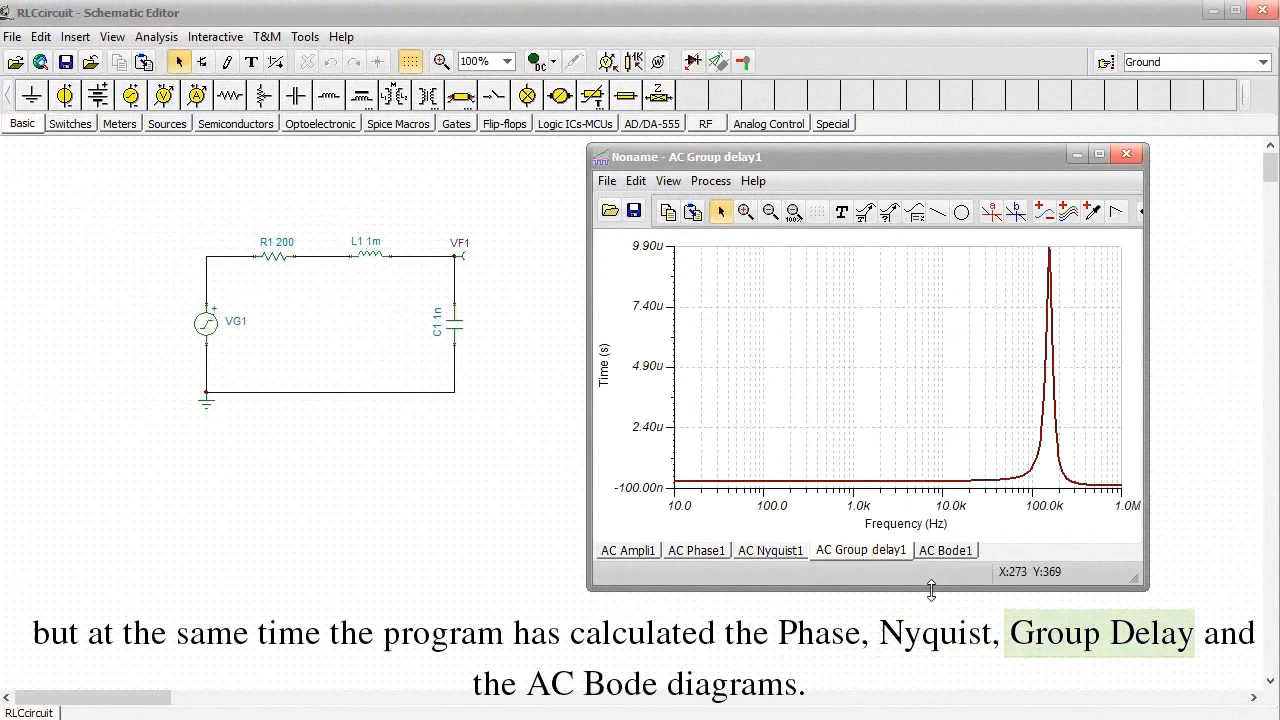 RLCcircuit - Schematic Editor
File Edit Insert View Analysis Interactive T&M Tools Help
100% DC 1K Ground
Basic Switches Meters Sources Semiconductors Optoelectronic Spice Macros Gates Flip-flops Logic ICs-MCUs AD/DA-555 RF Analog Control Special
Noname - AC Group delay1
File Edit View Process Help
100% T a b
R1 200 L1 1m VF1
+
VG1
C1 1n
9.90u
7.40u
4.90u
2.40u
-100.00n
Time (s)
10.0 100.0 1.0k 10.0k 100.0k 1.0M
Frequency (Hz)
AC Ampli1 AC Phase1 AC Nyquist1 AC Group delay1 AC Bode1
X:273 Y:369
but at the same time the program has calculated the Phase, Nyquist, Group Delay and
the AC Bode diagrams.
RLCcircuit